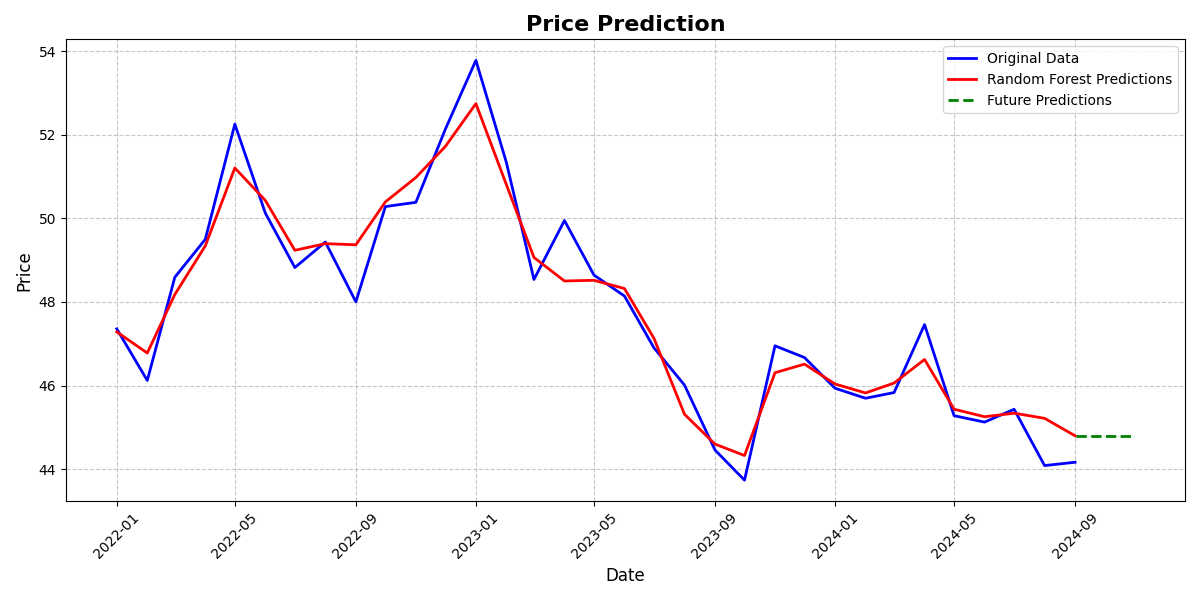 Price Prediction
54
52
50
48
46
44
Price
Original Data
Random Forest Predictions
Future Predictions
2022-01
2022-05
2022-09
2023-01
2023-05
2023-09
2024-01
2024-05
2024-09
Date